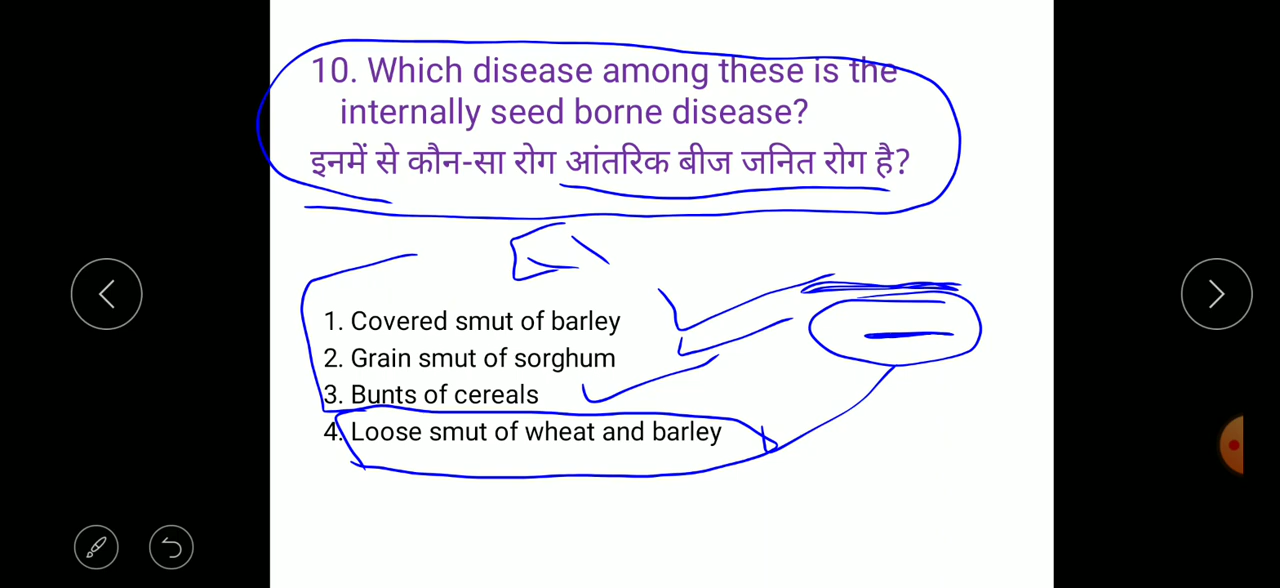 10. Which disease among these is the
internally seed borne disease?
इनमें से कौन-सा रोग आंतरिक बीज जनित रोग है?
1. Covered smut of barley
2. Grain smut of sorghum
3. Bunts of cereals
4. Loose smut of wheat and barley